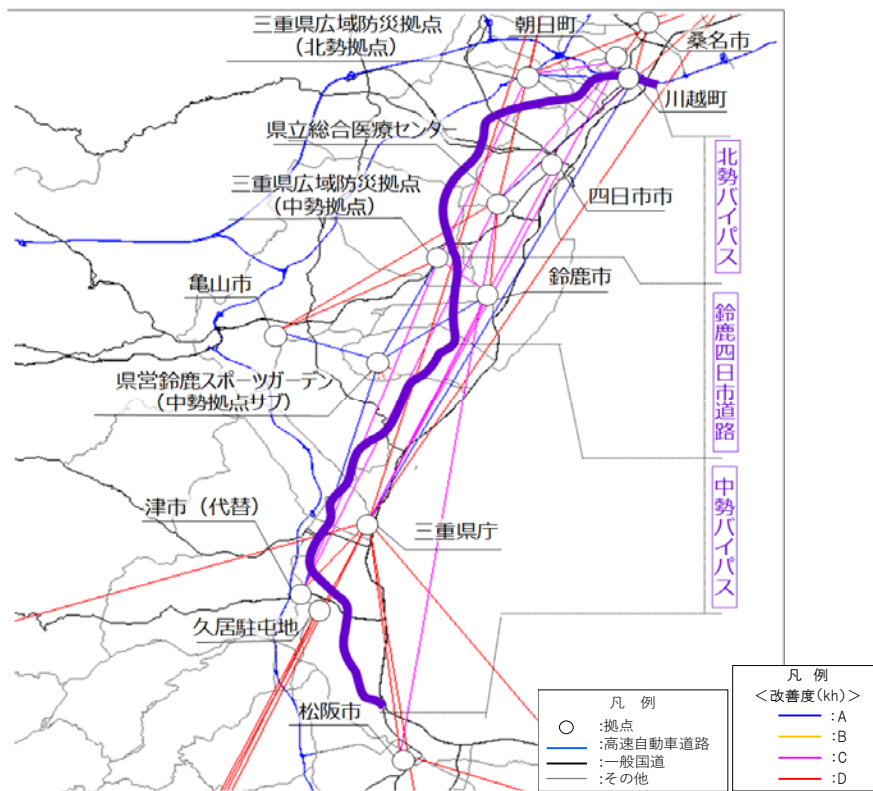 三重県広域防災拠点
（北勢拠点）
朝日町
桑名市
川越町
県立総合医療センター
三重県広域防災拠点
（中勢拠点）
四日市市
北勢バイパス
亀山市
鈴鹿市
鈴鹿四日市道路
県営鈴鹿スポーツガーデン
（中勢拠点サブ）
中勢バイパス
津市（代替）
三重県庁
久居駐屯地
松阪市
凡　例
:拠点
:高速自動車道路
:一般国道
:その他
凡　例
＜改善度(kh)＞
:A
:B
:C
:D